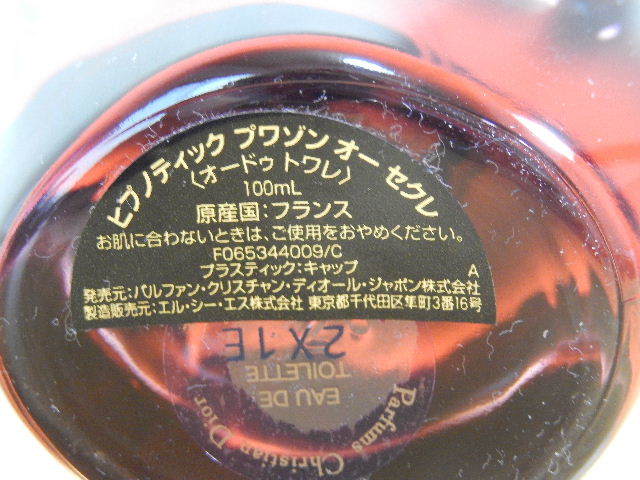 ヒプノティック プワゾン オー セクレ
〈オードゥ トワレ〉
100mL
原産国：フランス
お肌に合わないときは、ご使用をおやめください。
F065344009/C
プラスティック：キャップ A
発売元：パルファン・クリスチャン・ディオール・ジャポン株式会社
製造販売元：エル・シー・エス株式会社 東京都千代田区隼町3番16号
2X1E
EAU DE
TOILETTE
Parfums Christian Dior